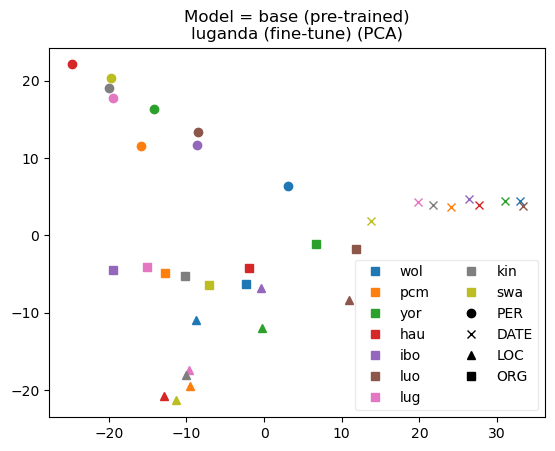 Model = base (pre-trained)
luganda (fine-tune) (PCA)
20
10
0
−10
−20
−20
−10
0
10
20
30
wol
pcm
yor
hau
ibo
luo
lug
kin
swa
PER
DATE
LOC
ORG